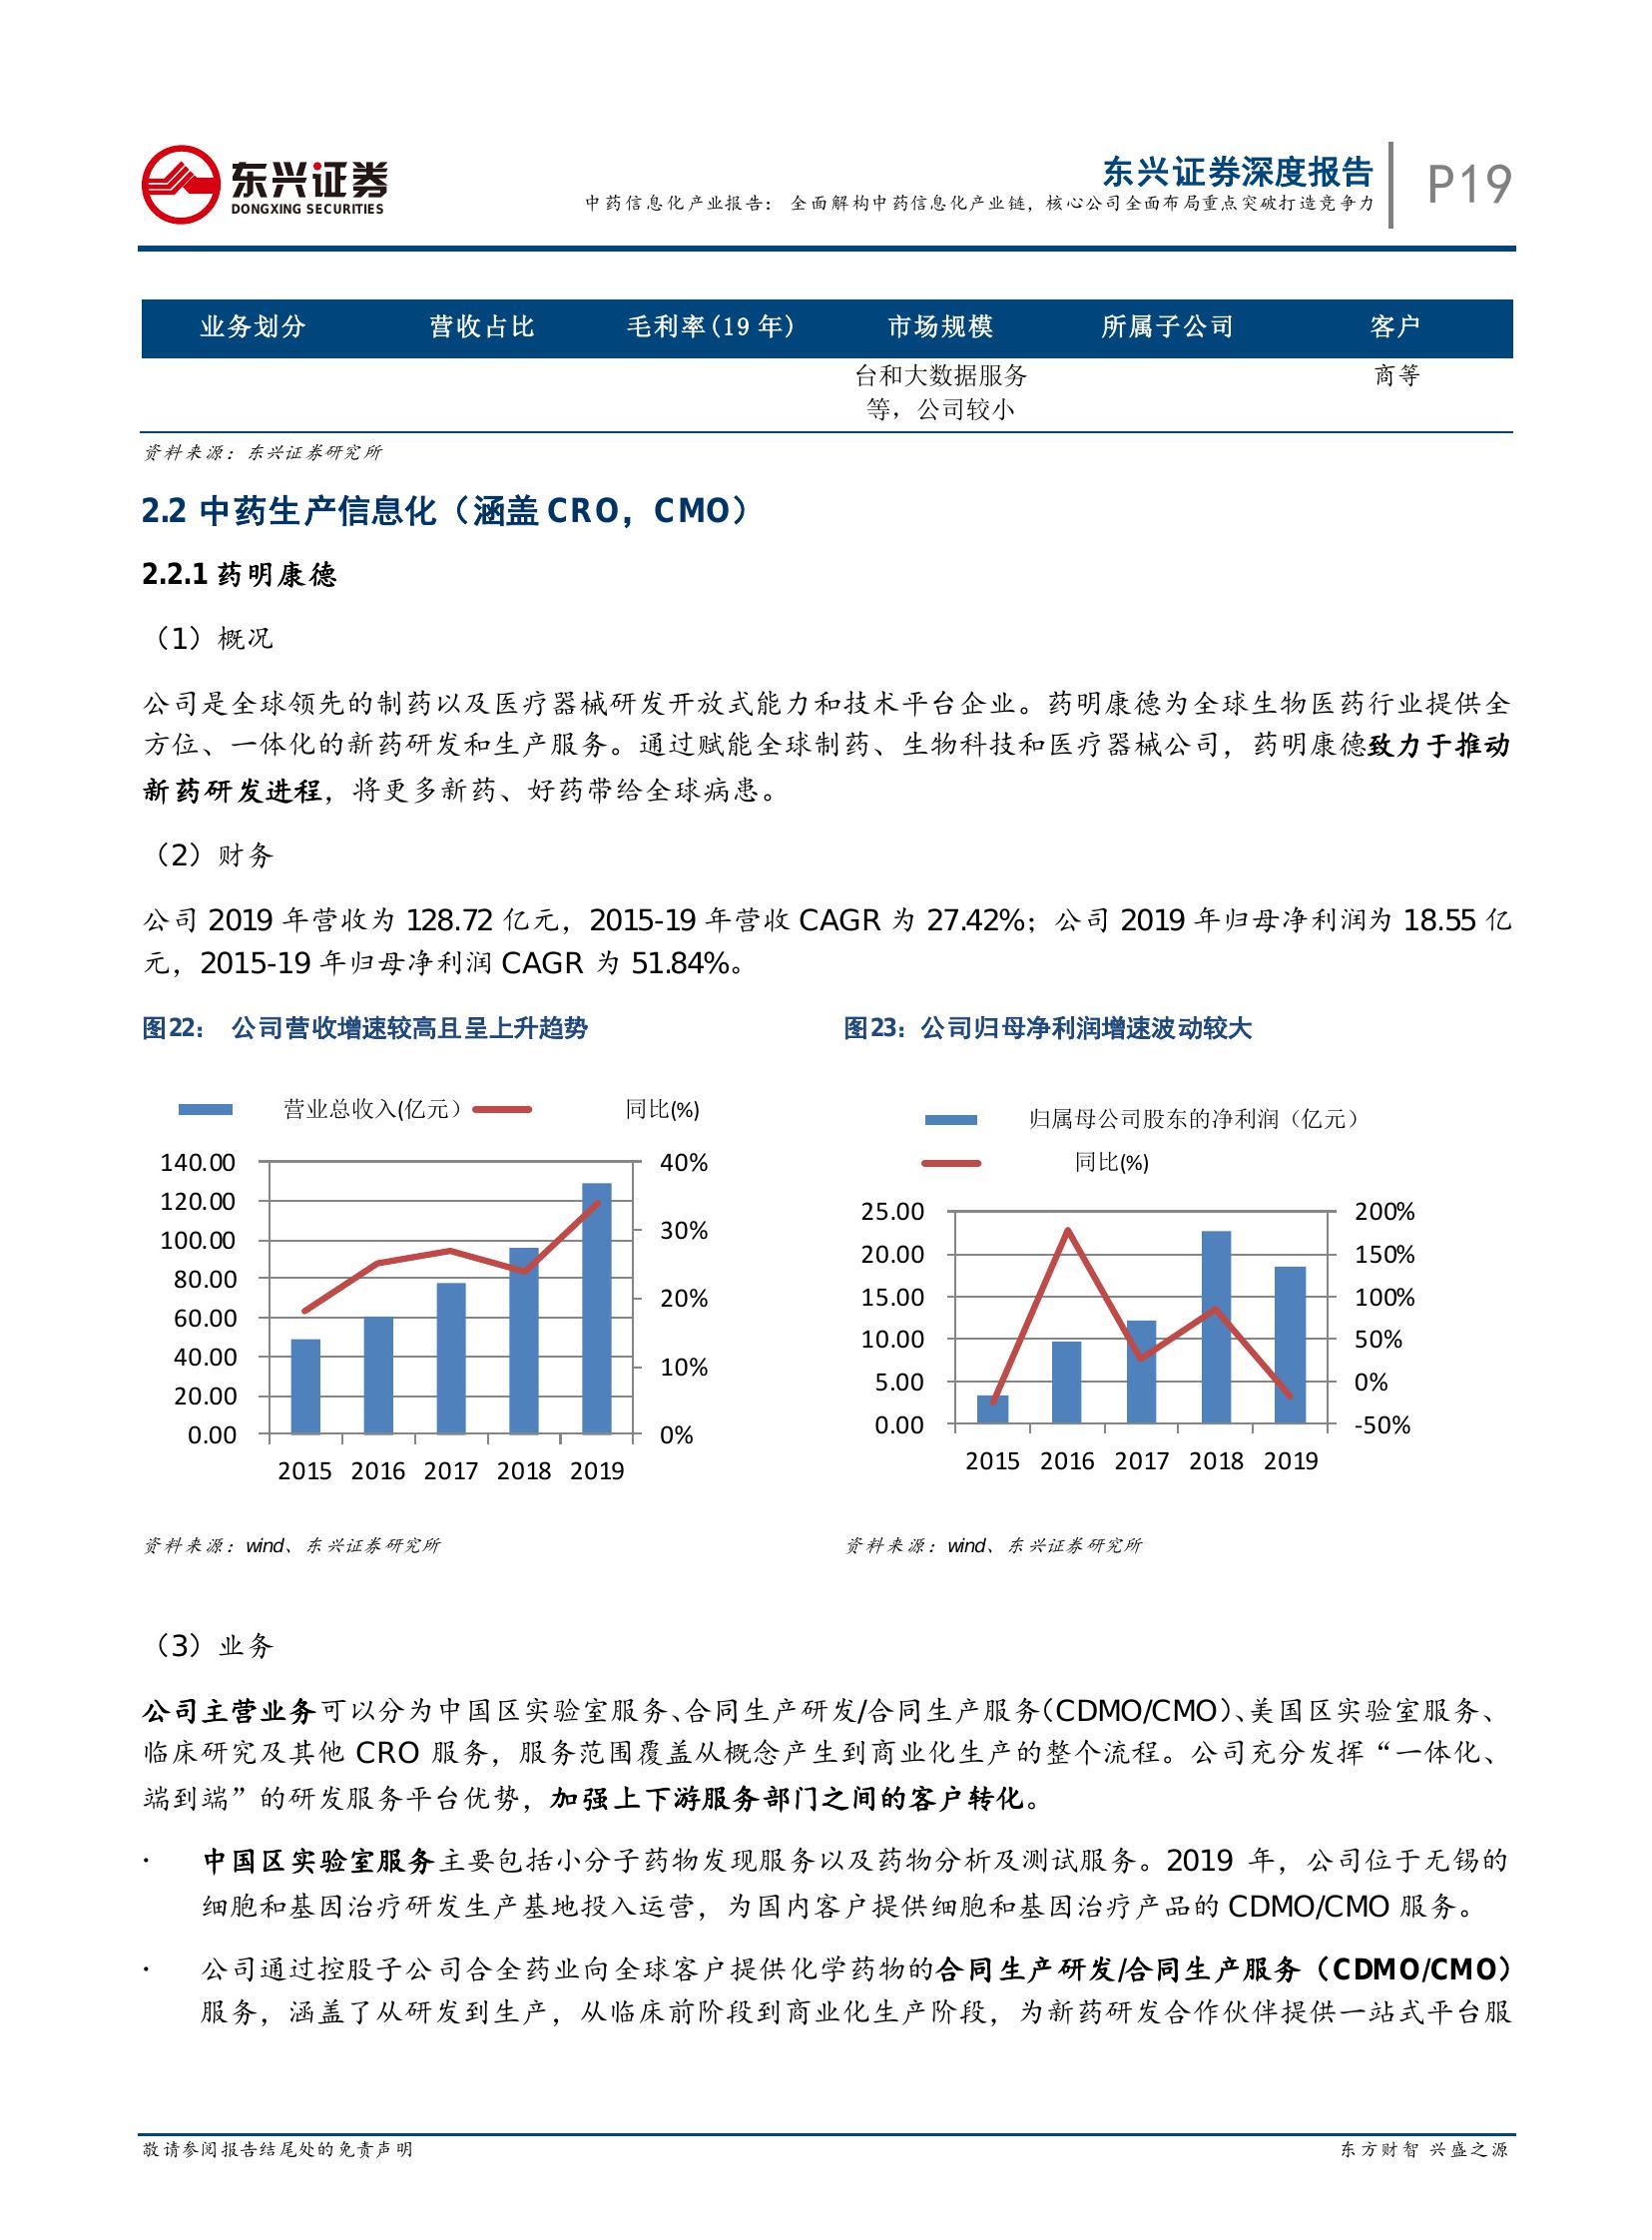 东兴证券
DONGXING SECURITIES
东兴证券深度报告
中药信息化产业报告： 全面解构中药信息化产业链，核心公司全面布局重点突破打造竞争力
P19
业务划分 营收占比 毛利率(19 年) 市场规模 所属子公司 客户
台和大数据服务 商等
等，公司较小
资料来源：东兴证券研究所
2.2 中药生产信息化（涵盖 CRO，CMO）
2.2.1 药明康德
（1）概况
公司是全球领先的制药以及医疗器械研发开放式能力和技术平台企业。药明康德为全球生物医药行业提供全
方位、一体化的新药研发和生产服务。通过赋能全球制药、生物科技和医疗器械公司，药明康德致力于推动
新药研发进程，将更多新药、好药带给全球病患。
（2）财务
公司 2019 年营收为 128.72 亿元，2015-19 年营收 CAGR 为 27.42%；公司 2019 年归母净利润为 18.55 亿
元，2015-19 年归母净利润 CAGR 为 51.84%。
图22： 公司营收增速较高且呈上升趋势
营业总收入(亿元) 同比(%)
140.00 40%
120.00
100.00 30%
80.00
60.00 20%
40.00
20.00 10%
0.00 0%
2015 2016 2017 2018 2019
资料来源：wind、东兴证券研究所
图23：公司归母净利润增速波动较大
归属母公司股东的净利润（亿元）
同比(%)
25.00 200%
20.00 150%
15.00 100%
10.00 50%
5.00 0%
0.00 -50%
2015 2016 2017 2018 2019
资料来源：wind、东兴证券研究所
（3）业务
公司主营业务可以分为中国区实验室服务、合同生产研发/合同生产服务（CDMO/CMO）、美国区实验室服务、
临床研究及其他 CRO 服务，服务范围覆盖从概念产生到商业化生产的整个流程。公司充分发挥“一体化、
端到端”的研发服务平台优势，加强上下游服务部门之间的客户转化。
· 中国区实验室服务主要包括小分子药物发现服务以及药物分析及测试服务。2019 年，公司位于无锡的
细胞和基因治疗研发生产基地投入运营，为国内客户提供细胞和基因治疗产品的 CDMO/CMO 服务。
· 公司通过控股子公司合全药业向全球客户提供化学药物的合同生产研发/合同生产服务（CDMO/CMO）
服务，涵盖了从研发到生产，从临床前阶段到商业化生产阶段，为新药研发合作伙伴提供一站式平台服
敬请参阅报告结尾处的免责声明
东方财智 兴盛之源